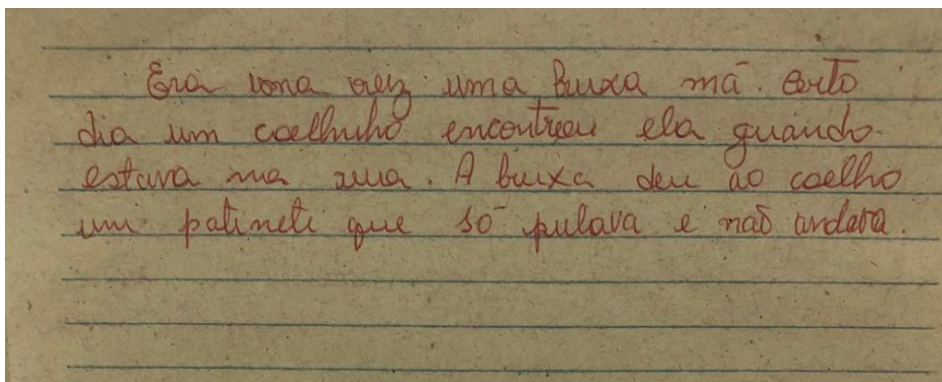 Era uma vez uma bruxa má. Certo
dia um coelhinho encontrou ela quando
estava na rua. A bruxa deu ao coelho
um patinete que só pulava e não andava.